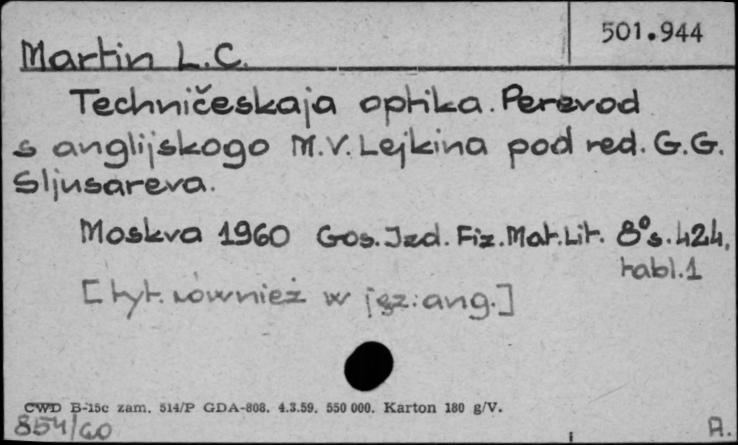 501.944
Martin L.C.
Techničeskaja optika. Perevod
s anglijskogo M.V. Lejkina pod red. G.G.
Sljusareva.
Moskva 1960 Gos. Izd. Fiz. Mat. Lit. 8° s. 424,
tabl. 1
[tyt. również w jęz. ang.]
CWD B-15c zam. 514/P GDA-808. 4.3.59. 550 000. Karton 180 g/V.
854/60
A.